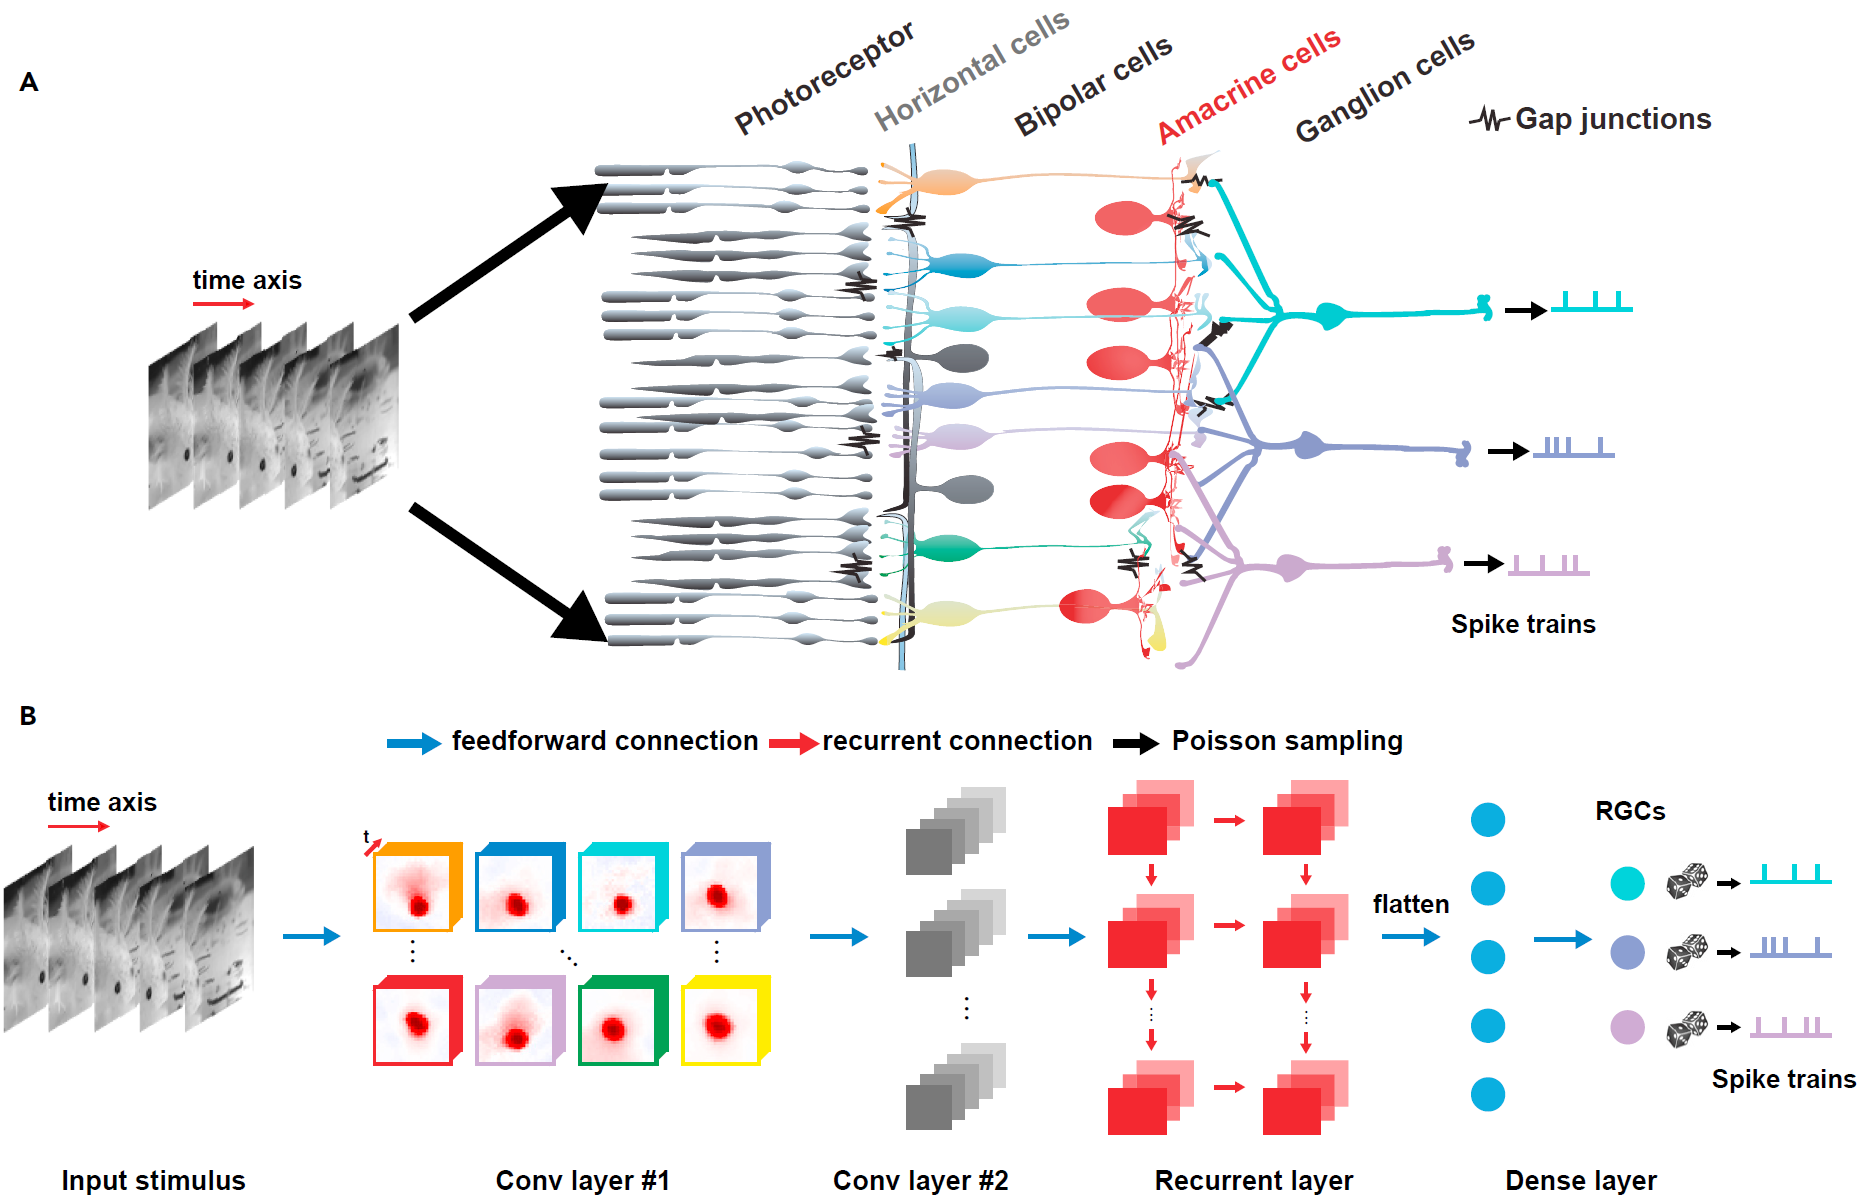 A
Photoreceptor
Horizontal cells
Bipolar cells
Amacrine cells
Ganglion cells
Gap junctions
time axis
Spike trains
B
feedforward connection
recurrent connection
Poisson sampling
time axis
t
RGCs
flatten
Spike trains
Input stimulus
Conv layer #1
Conv layer #2
Recurrent layer
Dense layer